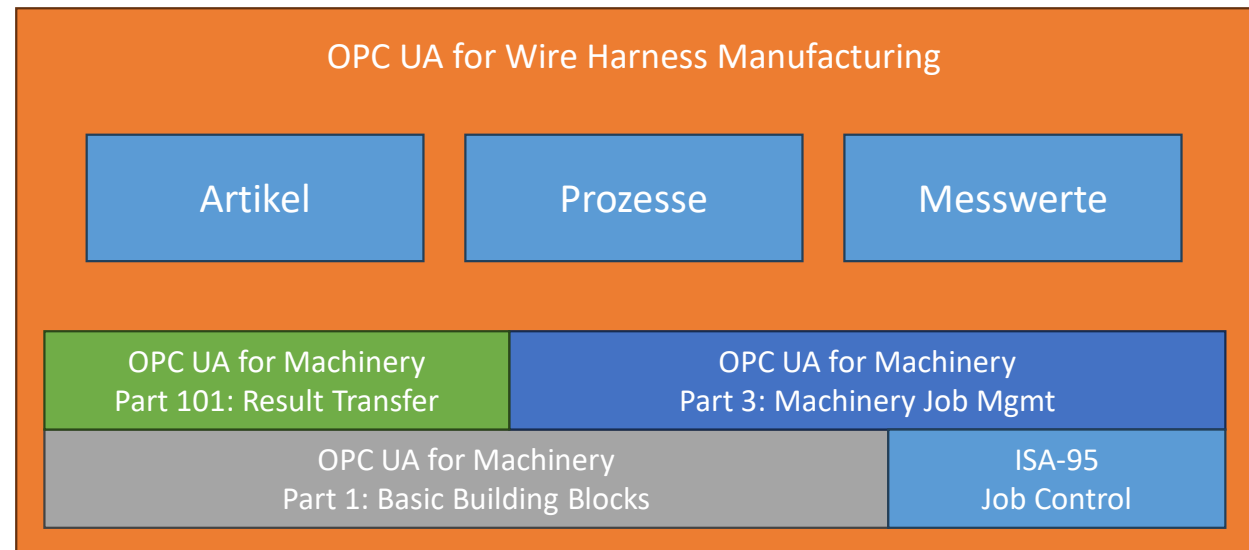 OPC UA for Wire Harness Manufacturing
Artikel
Prozesse
Messwerte
OPC UA for Machinery
Part 101: Result Transfer
OPC UA for Machinery
Part 3: Machinery Job Mgmt
OPC UA for Machinery
Part 1: Basic Building Blocks
ISA-95
Job Control